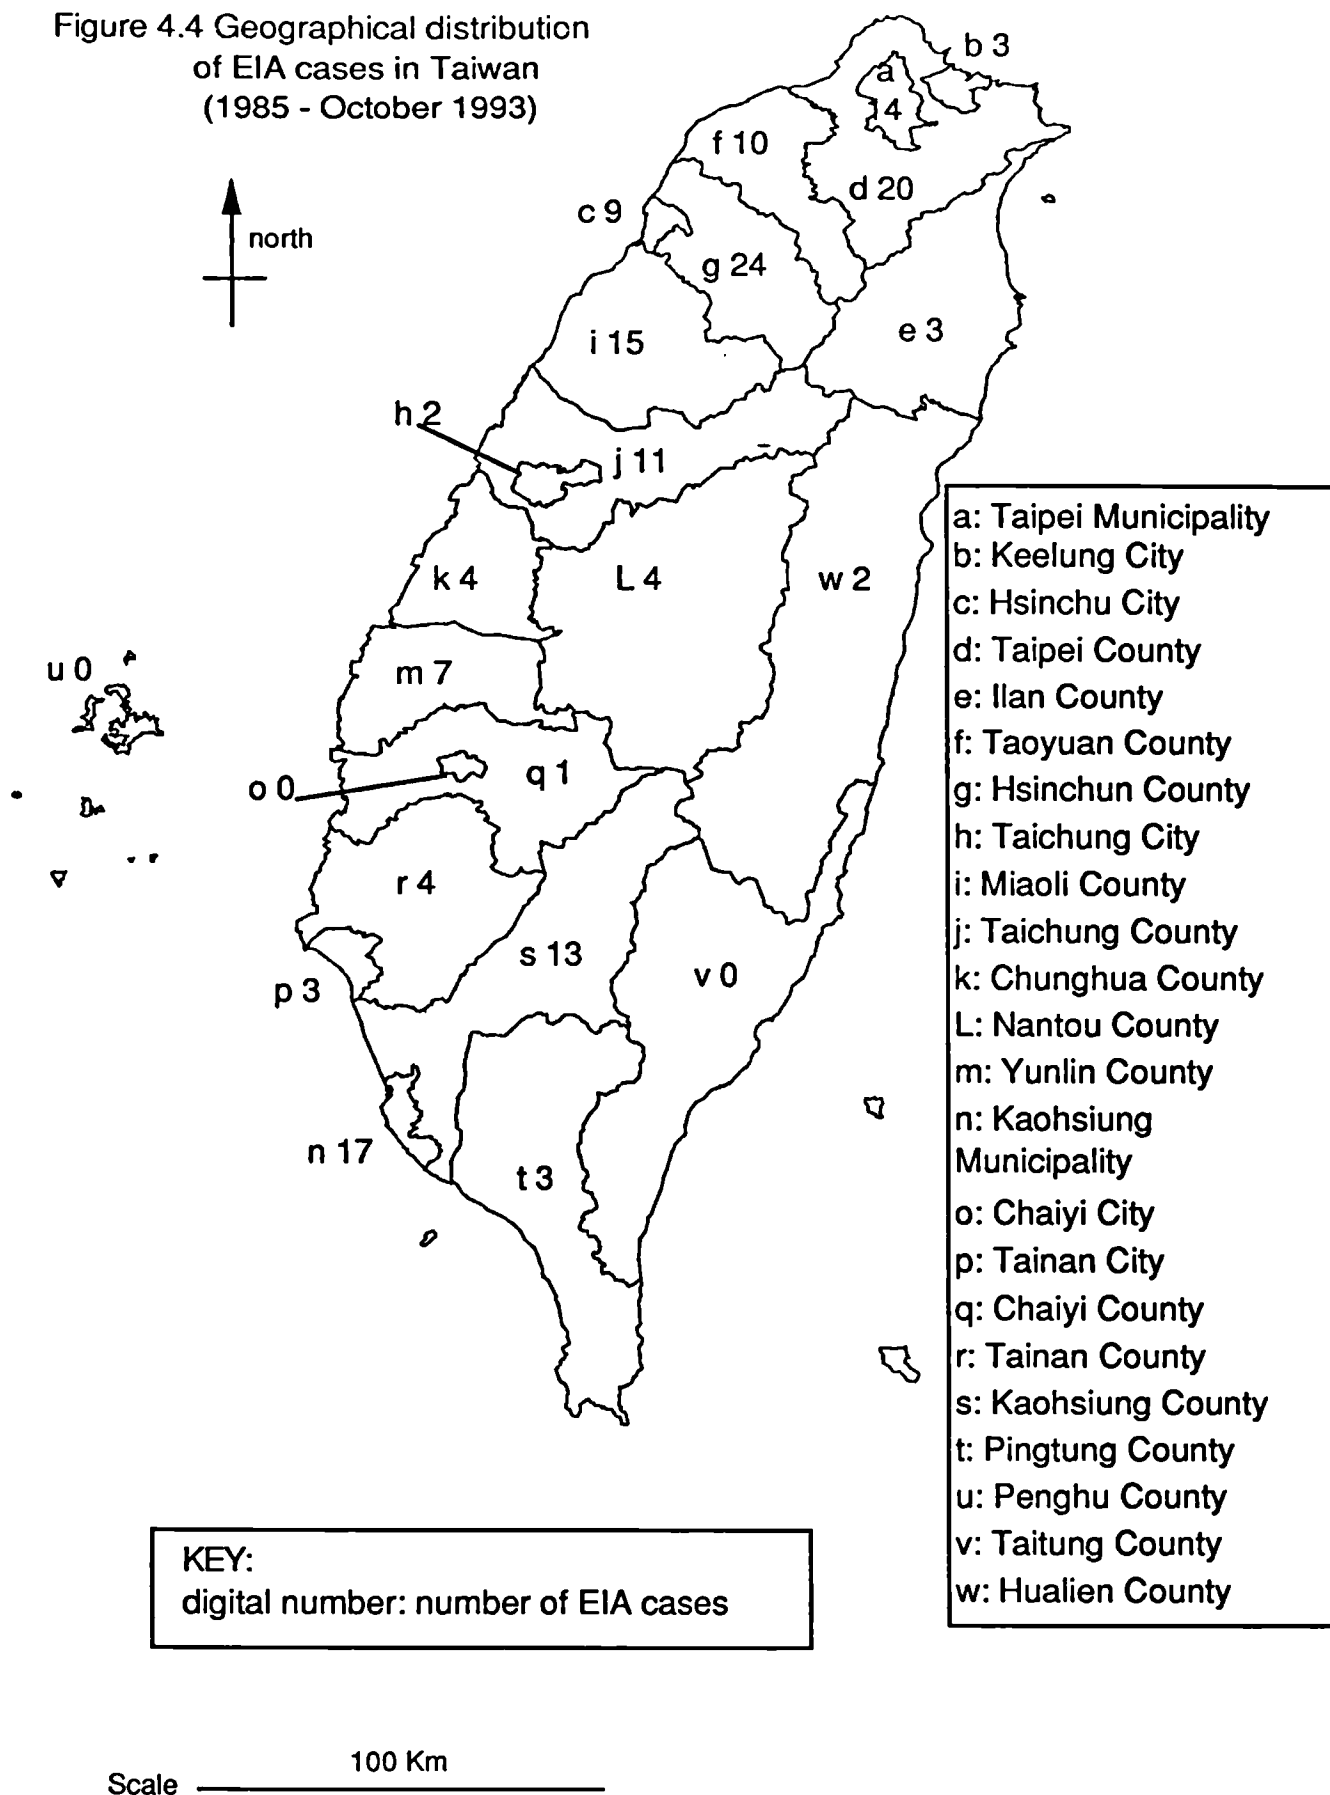 Figure 4.4 Geographical distribution
of EIA cases in Taiwan
(1985 - October 1993)
north
b 3
a
14
f 10
d 20
c 9
g 24
e 3
i 15
h 2
j 11
k 4
L 4
w 2
u 0
m 7
o 0
q 1
r 4
s 13
v 0
p 3
n 17
t 3
a: Taipei Municipality
b: Keelung City
c: Hsinchu City
d: Taipei County
e: Ilan County
f: Taoyuan County
g: Hsinchun County
h: Taichung City
i: Miaoli County
j: Taichung County
k: Chunghua County
L: Nantou County
m: Yunlin County
n: Kaohsiung
Municipality
o: Chaiyi City
p: Tainan City
q: Chaiyi County
r: Tainan County
s: Kaohsiung County
t: Pingtung County
u: Penghu County
v: Taitung County
w: Hualien County
KEY:
digital number: number of EIA cases
100 Km
Scale